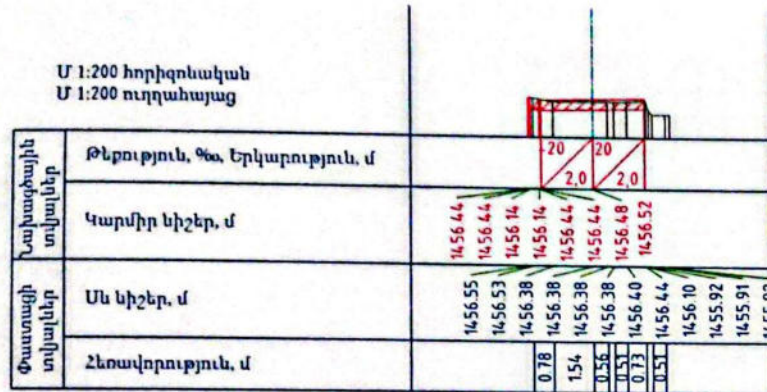 Մ 1:200 հորիզոնական
Մ 1:200 ուղղահայաց
Նախագծային տվյալներ
Թեքություն, ‰, Երկարություն, մ
20 20
2,0 2,0
Կարմիր նիշեր, մ
1456.44 1456.44 1456.14 1456.14 1456.44 1456.44 1456.48 1456.52
Փաստացի տվյալներ
Սև նիշեր, մ
1456.55 1456.53 1456.38 1456.38 1456.38 1456.38 1456.40 1456.44 1456.10 1455.92 1455.91
Հեռավորություն, մ
0.78 1.54 0.56 0.51 0.73 0.51